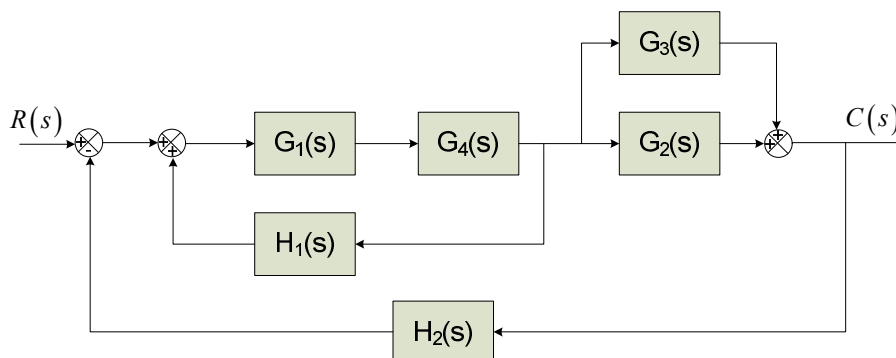 G₃(s)
R(s)
C(s)
+
-
+
+
G₁(s)
G₄(s)
G₂(s)
+
+
H₁(s)
H₂(s)